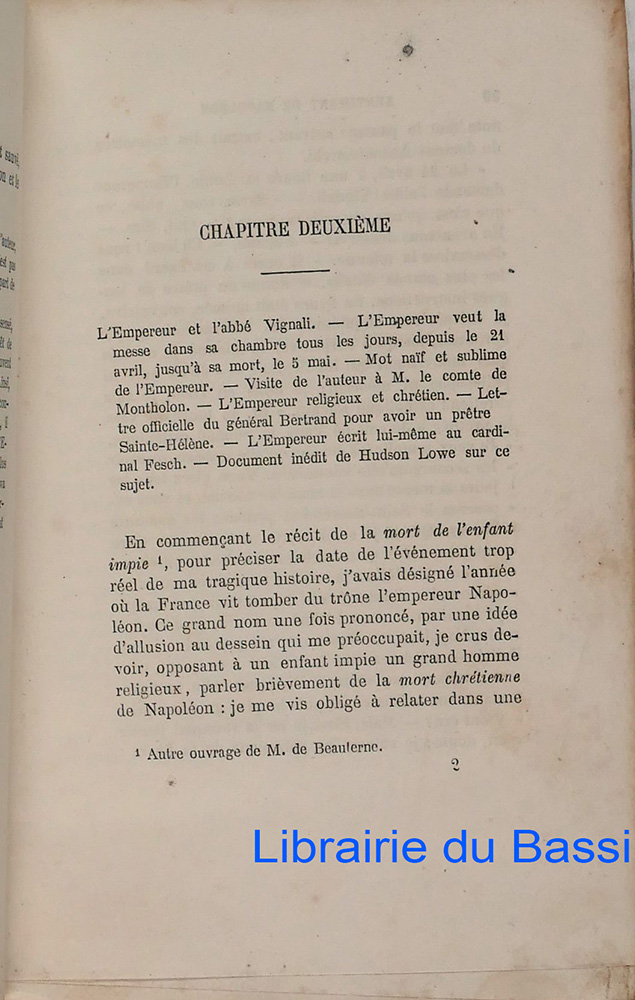 CHAPITRE DEUXIÈME
L'Empereur et l'abbé Vignali. — L'Empereur veut la
messe dans sa chambre tous les jours, depuis le 21
avril, jusqu'à sa mort, le 5 mai. — Mot naïf et sublime
de l'Empereur. — Visite de l'auteur à M. le comte de
Montholon. — L'Empereur religieux et chrétien. — Let-
tre officielle du général Bertrand pour avoir un prêtre
Sainte-Hélène. — L'Empereur écrit lui-même au cardi-
nal Fesch. — Document inédit de Hudson Lowe sur ce
sujet.
En commençant le récit de la mort de l'enfant
impie 1, pour préciser la date de l'événement trop
réel de ma tragique histoire, j'avais désigné l'année
où la France vit tomber du trône l'empereur Napo-
léon. Ce grand nom une fois prononcé, par une idée
d'allusion au dessein qui me préoccupait, je crus de-
voir, opposant à un enfant impie un grand homme
religieux, parler brièvement de la mort chrétienne
de Napoléon : je me vis obligé à relater dans une
1 Autre ouvrage de M. de Beauterne.
2
Librairie du Bassi